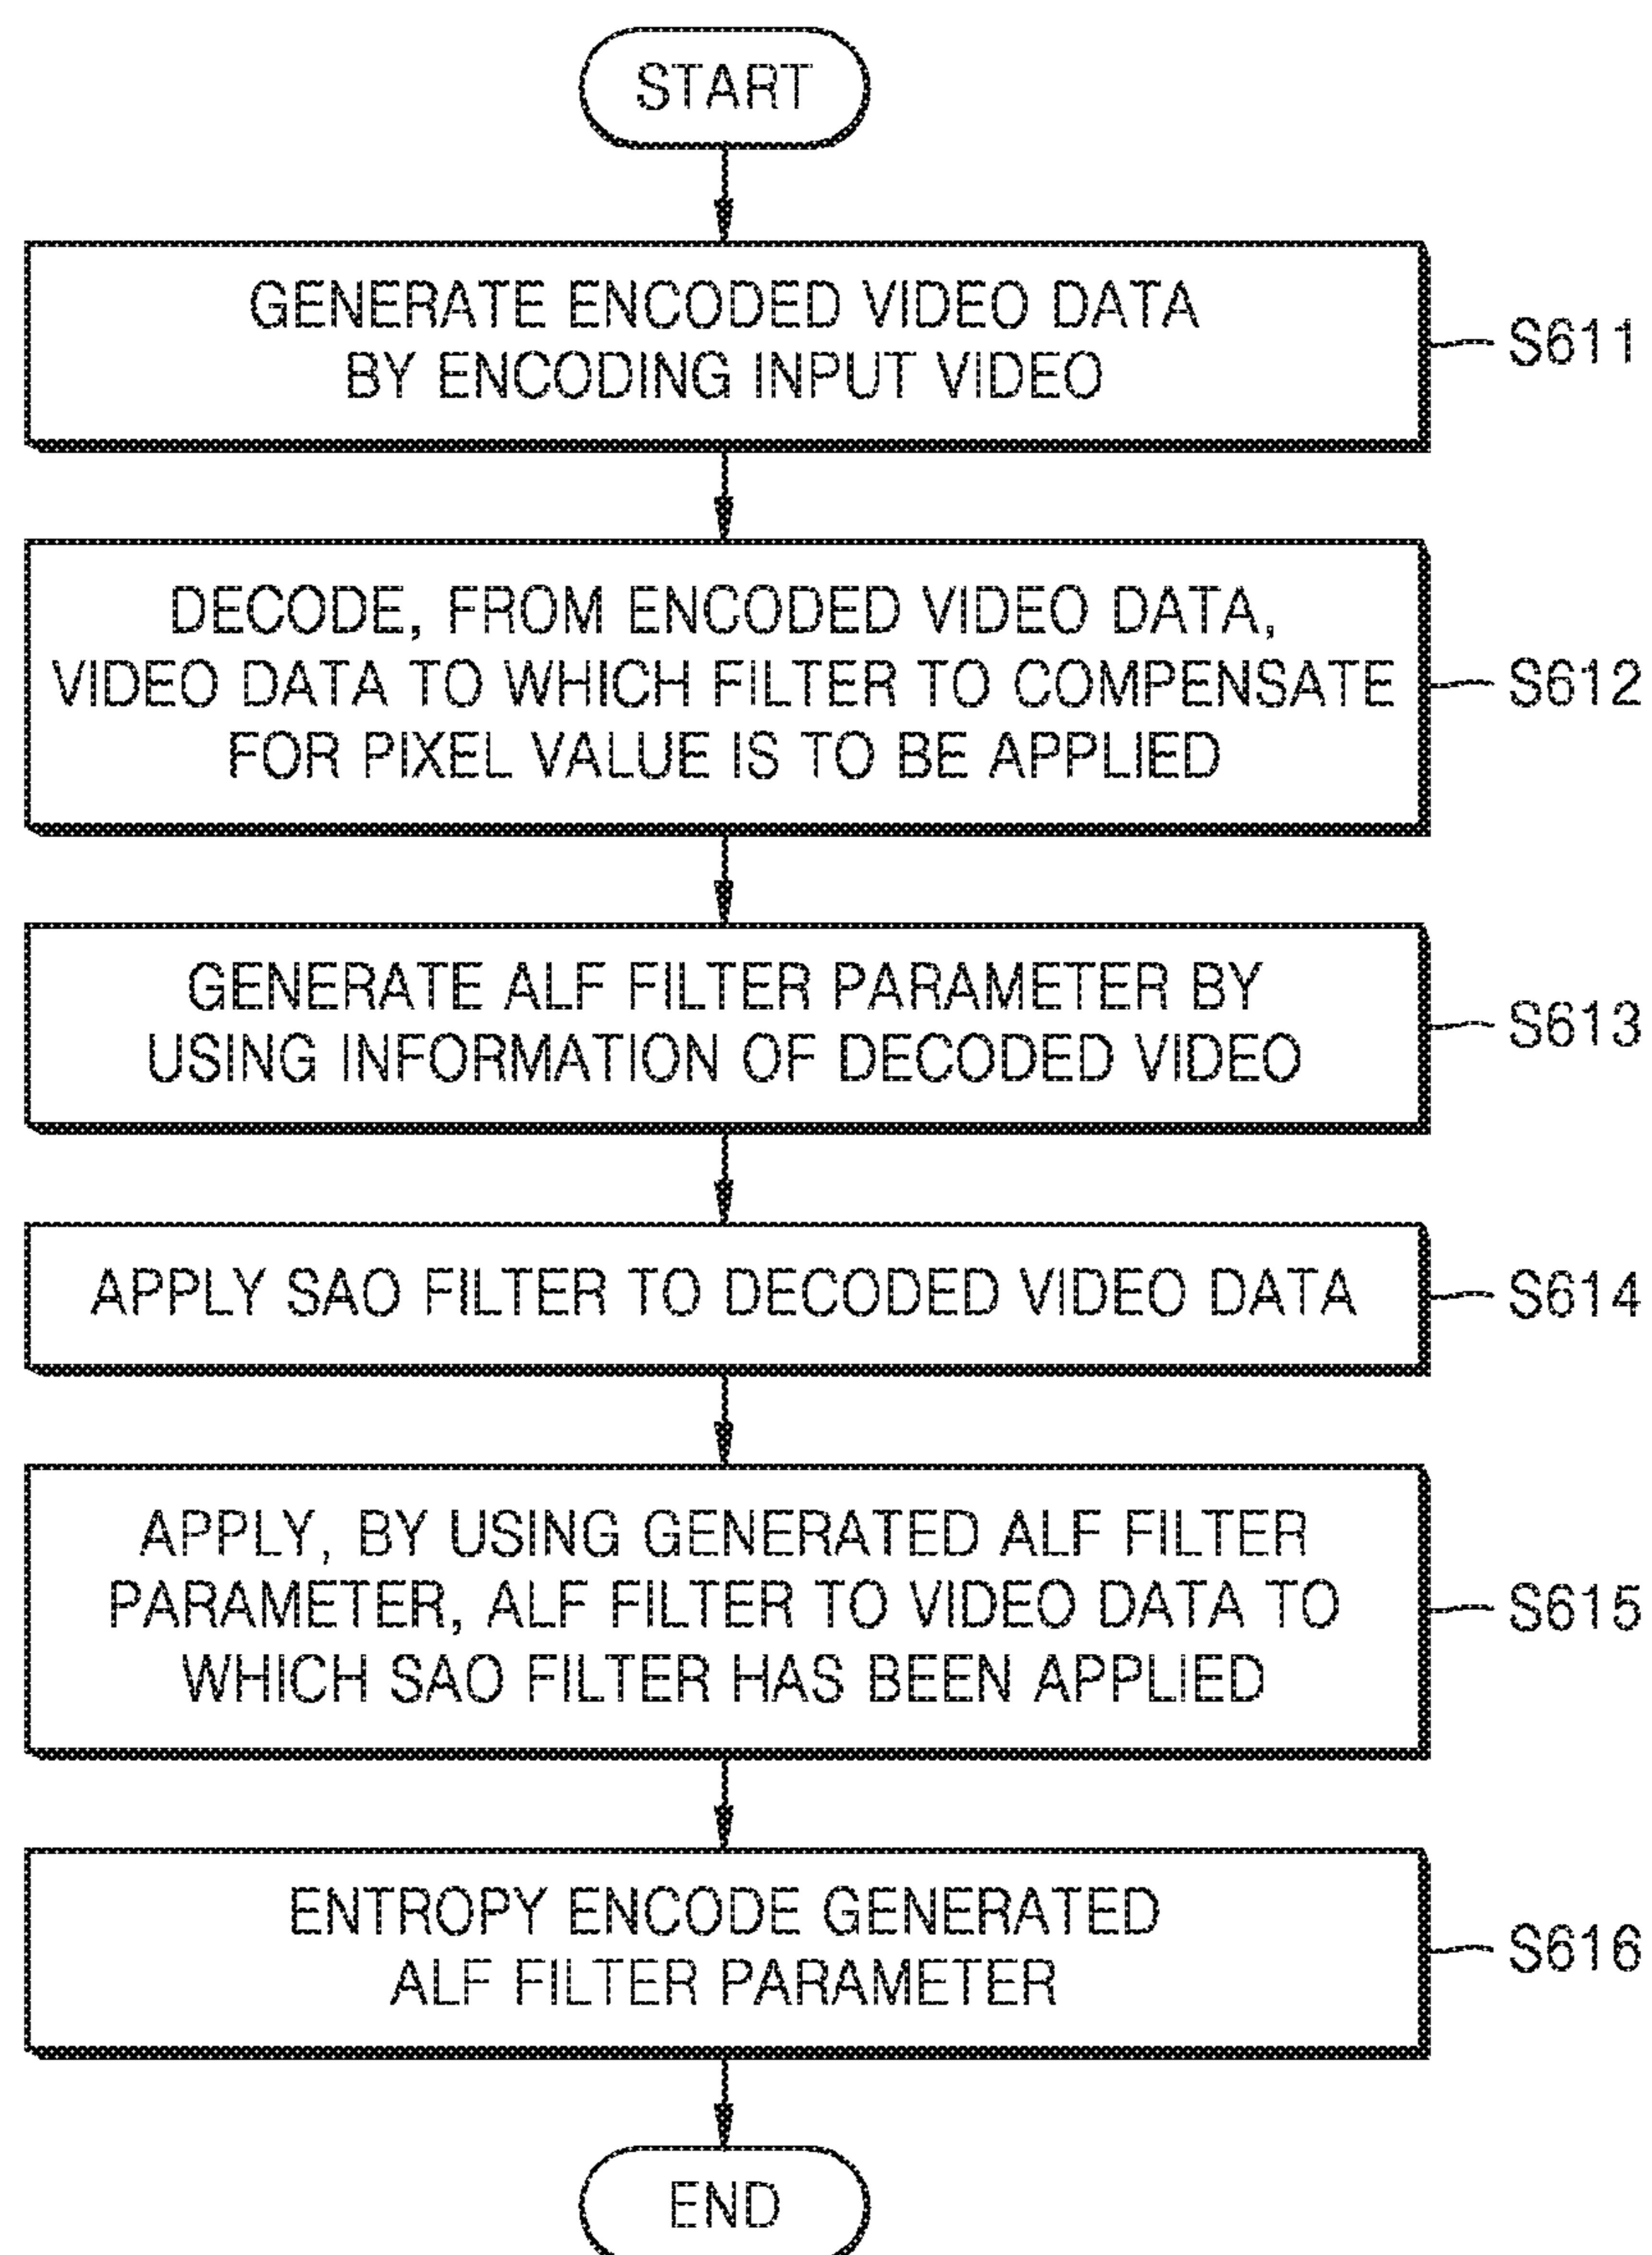 START
GENERATE ENCODED VIDEO DATA
BY ENCODING INPUT VIDEO
S611
DECODE, FROM ENCODED VIDEO DATA,
VIDEO DATA TO WHICH FILTER TO COMPENSATE
FOR PIXEL VALUE IS TO BE APPLIED
S612
GENERATE ALF FILTER PARAMETER BY
USING INFORMATION OF DECODED VIDEO
S613
APPLY SAO FILTER TO DECODED VIDEO DATA
S614
APPLY, BY USING GENERATED ALF FILTER
PARAMETER, ALF FILTER TO VIDEO DATA TO
WHICH SAO FILTER HAS BEEN APPLIED
S615
ENTROPY ENCODE GENERATED
ALF FILTER PARAMETER
S616
END